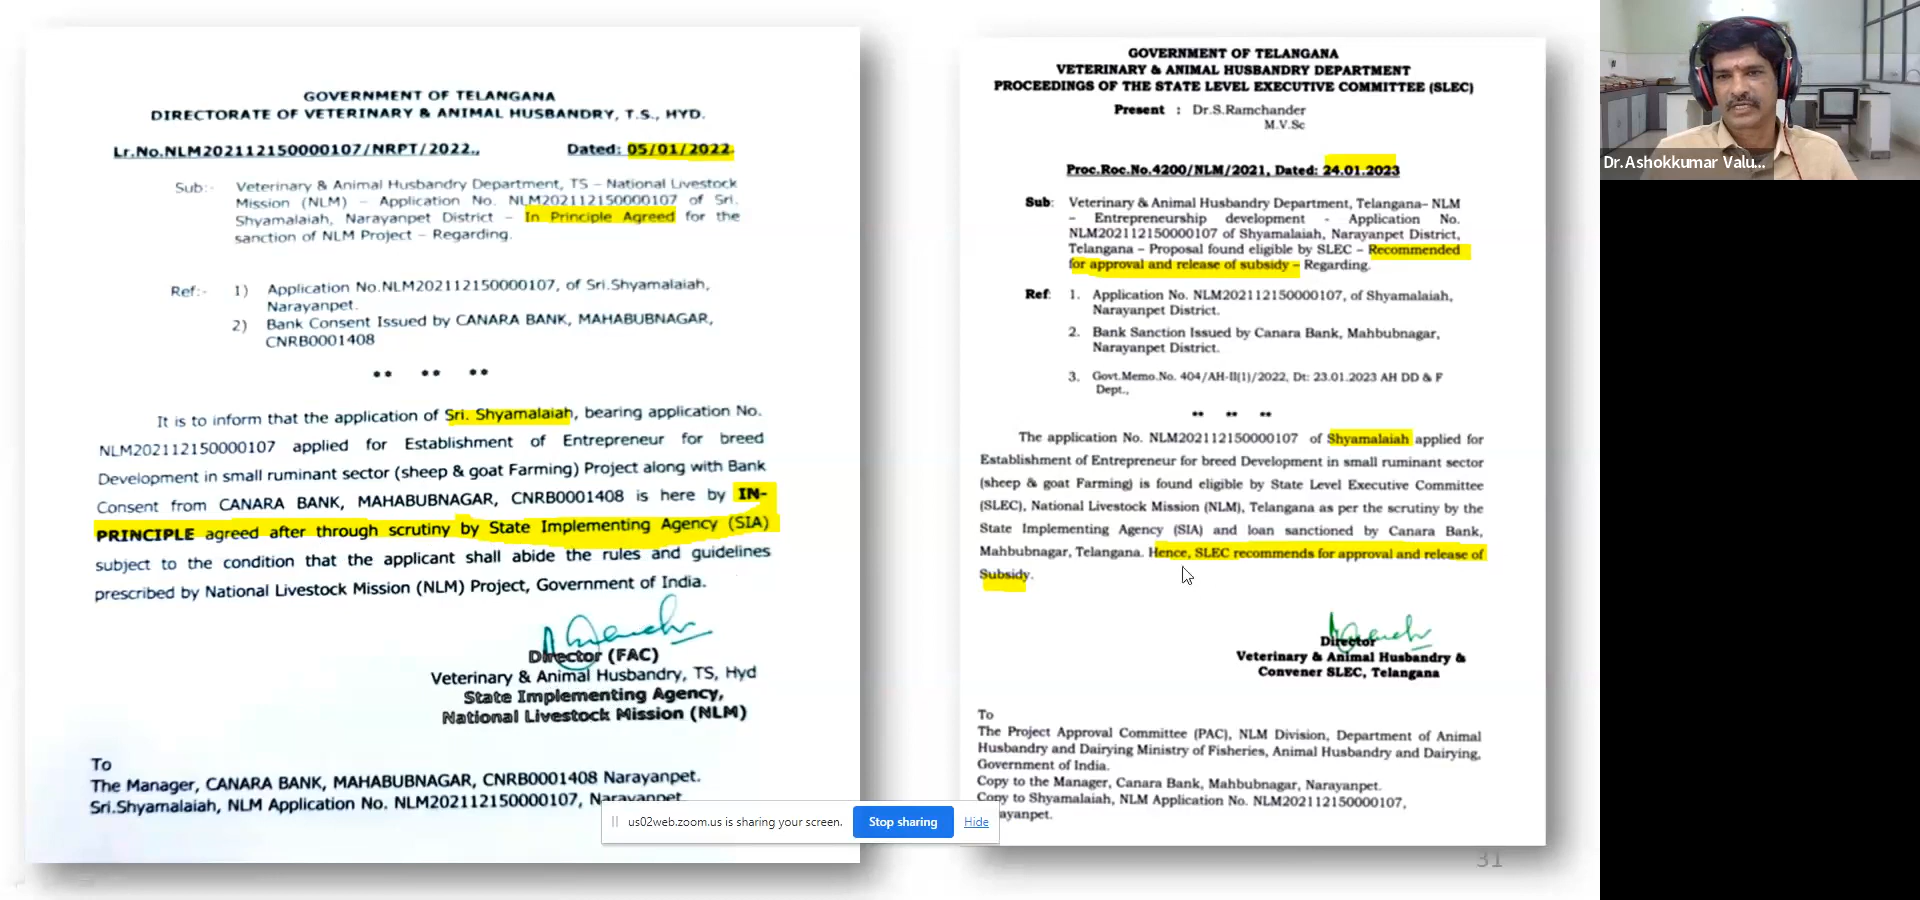 GOVERNMENT OF TELANGANA
DIRECTORATE OF VETERINARY & ANIMAL HUSBANDRY, T.S., HYD.
Lr.No.NLM202112150000107/NRPT/2022., Dated: 05/01/2022.
Sub:- Veterinary & Animal Husbandry Department, TS – National Livestock
Mission (NLM) – Application No. NLM202112150000107 of Sri.
Shyamalaiah, Narayanpet District – In Principle Agreed for the
sanction of NLM Project – Regarding.
Ref:- 1) Application No.NLM202112150000107, of Sri.Shyamalaiah,
Narayanpet.
2) Bank Consent Issued by CANARA BANK, MAHABUBNAGAR,
CNRB0001408
** ** **
It is to inform that the application of Sri. Shyamalaiah, bearing application No.
NLM202112150000107 applied for Establishment of Entrepreneur for breed
Development in small ruminant sector (sheep & goat Farming) Project along with Bank
Consent from CANARA BANK, MAHABUBNAGAR, CNRB0001408 is here by IN-
PRINCIPLE agreed after through scrutiny by State Implementing Agency (SIA)
subject to the condition that the applicant shall abide the rules and guidelines
prescribed by National Livestock Mission (NLM) Project, Government of India.
Director (FAC)
Veterinary & Animal Husbandry, TS, Hyd
State Implementing Agency,
National Livestock Mission (NLM)
To
The Manager, CANARA BANK, MAHABUBNAGAR, CNRB0001408 Narayanpet.
Sri.Shyamalaiah, NLM Application No. NLM202112150000107, Narayanpet.
GOVERNMENT OF TELANGANA
VETERINARY & ANIMAL HUSBANDRY DEPARTMENT
PROCEEDINGS OF THE STATE LEVEL EXECUTIVE COMMITTEE (SLEC)
Present : Dr.S.Ramchander
M.V.Sc
Proc.Roc.No.4200/NLM/2021, Dated: 24.01.2023
Sub: Veterinary & Animal Husbandry Department, Telangana– NLM
– Entrepreneurship development - Application No.
NLM202112150000107 of Shyamalaiah, Narayanpet District,
Telangana – Proposal found eligible by SLEC – Recommended
for approval and release of subsidy – Regarding.
Ref: 1. Application No. NLM202112150000107, of Shyamalaiah,
Narayanpet District.
2. Bank Sanction Issued by Canara Bank, Mahbubnagar,
Narayanpet District.
3. Govt.Memo.No. 404/AH-II(1)/2022, Dt: 23.01.2023 AH DD & F
Dept.,
** ** **
The application No. NLM202112150000107 of Shyamalaiah applied for
Establishment of Entrepreneur for breed Development in small ruminant sector
(sheep & goat Farming) is found eligible by State Level Executive Committee
(SLEC), National Livestock Mission (NLM), Telangana as per the scrutiny by the
State Implementing Agency (SIA) and loan sanctioned by Canara Bank,
Mahbubnagar, Telangana. Hence, SLEC recommends for approval and release of
Subsidy.
Director
Veterinary & Animal Husbandry &
Convener SLEC, Telangana
To
The Project Approval Committee (PAC), NLM Division, Department of Animal
Husbandry and Dairying Ministry of Fisheries, Animal Husbandry and Dairying,
Government of India.
Copy to the Manager, Canara Bank, Mahbubnagar, Narayanpet.
Copy to Shyamalaiah, NLM Application No. NLM202112150000107,
ayanpet.
us02web.zoom.us is sharing your screen. Stop sharing Hide
31
Dr.Ashokkumar Valu...